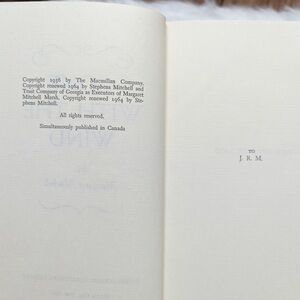 Copyright 1936 by The Macmillan Company,
Copyright renewed 1964 by Stephens Mitchell and
Trust Company of Georgia as Executors of Margaret
Mitchell Marsh, Copyright renewed 1964 by Ste-
phens Mitchell.
All rights reserved.
Simultaneously published in Canada
TO
J. R. M.